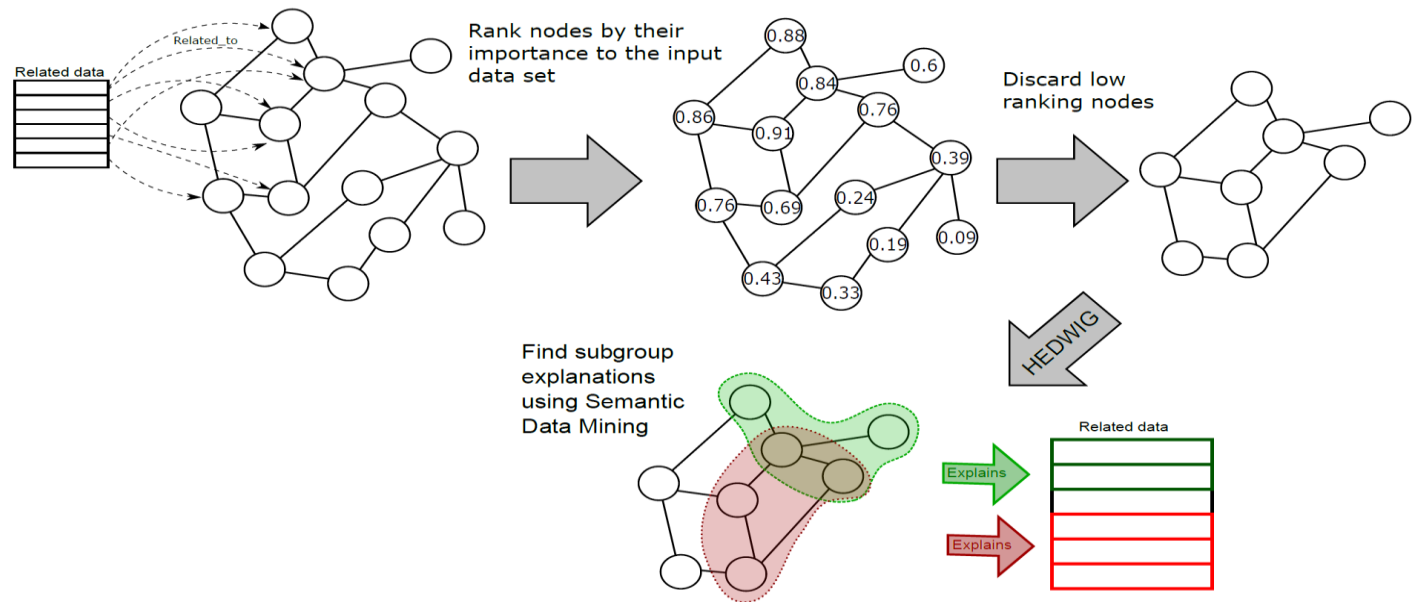 Related_to
Related data
Rank nodes by their
importance to the input
data set
0.88
0.6
0.84
0.76
0.86
0.91
0.39
0.76
0.69
0.24
0.19
0.09
0.43
0.33
Discard low
ranking nodes
HEDWIG
Find subgroup
explanations
using Semantic
Data Mining
Related data
Explains
Explains